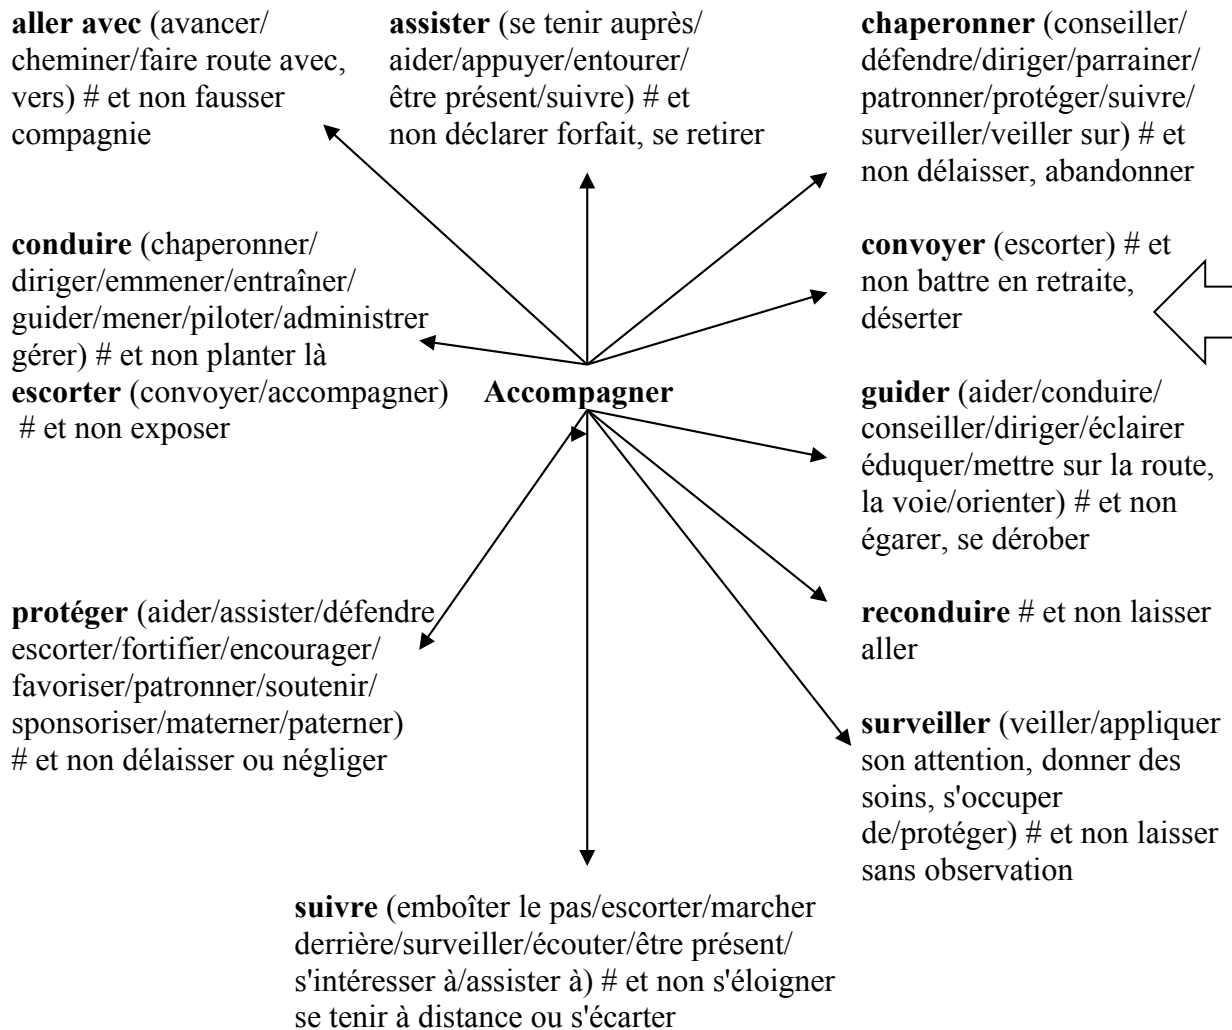 aller avec (avancer/
cheminer/faire route avec,
vers) # et non fausser
compagnie
assister (se tenir auprès/
aider/appuyer/entourer/
être présent/suivre) # et
non déclarer forfait, se retirer
chaperonner (conseiller/
défendre/diriger/parrainer/
patronner/protéger/suivre/
surveiller/veiller sur) # et
non délaisser, abandonner
conduire (chaperonner/
diriger/emmener/entraîner/
guider/mener/piloter/administrer
gérer) # et non planter là
convoyer (escorter) # et
non battre en retraite,
déserter
escorter (convoyer/accompagner)
# et non exposer
Accompagner
guider (aider/conduire/
conseiller/diriger/éclairer
éduquer/mettre sur la route,
la voie/orienter) # et non
égarer, se dérober
protéger (aider/assister/défendre
escorter/fortifier/encourager/
favoriser/patronner/soutenir/
sponsoriser/materner/paterner)
# et non délaisser ou négliger
reconduire # et non laisser
aller
surveiller (veiller/appliquer
son attention, donner des
soins, s'occuper
de/protéger) # et non laisser
sans observation
suivre (emboîter le pas/escorter/marcher
derrière/surveiller/écouter/être présent/
s'intéresser à/assister à) # et non s'éloigner
se tenir à distance ou s'écarter